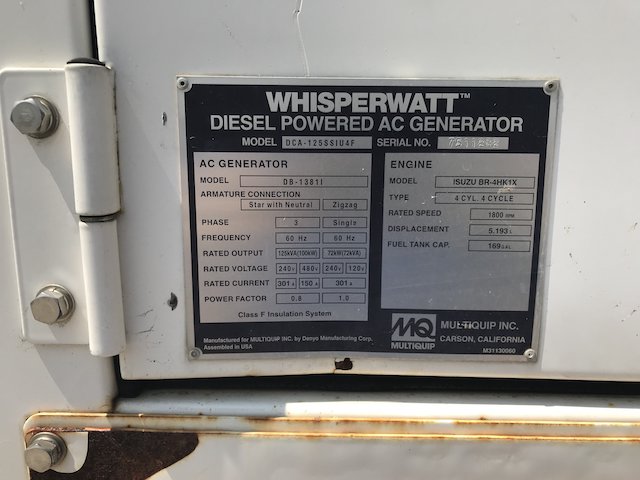 WHISPERWATT™
DIESEL POWERED AC GENERATOR
MODEL DCA-125SSIU4F SERIAL NO.
AC GENERATOR
MODEL DB-1381I
ARMATURE CONNECTION
Star with Neutral Zigzag
PHASE 3 Single
FREQUENCY 60 Hz 60 Hz
RATED OUTPUT 125kVA(100kW) 72kW(72kVA)
RATED VOLTAGE 240V 480V 240V 120V
RATED CURRENT 301A 150A 301A
POWER FACTOR 0.8 1.0
Class F Insulation System
ENGINE
MODEL ISUZU BR-4HK1X
TYPE 4 CYL. 4 CYCLE
RATED SPEED 1800 RPM
DISPLACEMENT 5.193 L
FUEL TANK CAP. 169 GAL
Manufactured for MULTIQUIP INC. by Denyo Manufacturing Corp.
Assembled in USA
MQ
MULTIQUIP
MULTIQUIP INC.
CARSON, CALIFORNIA
M31130060